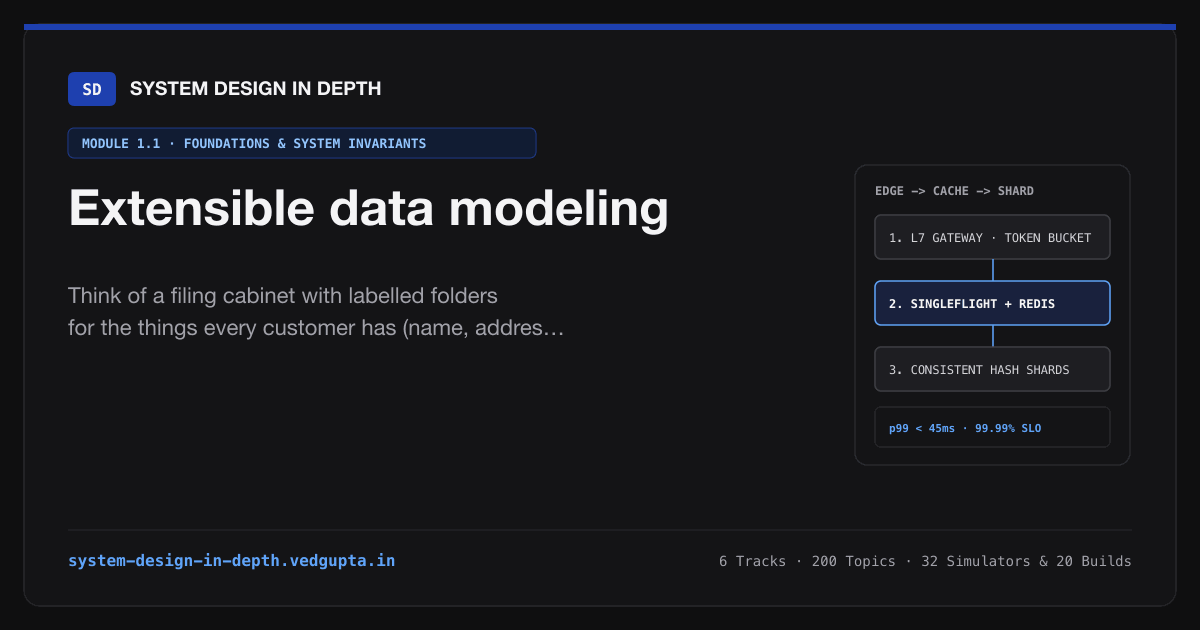 SD
SYSTEM DESIGN IN DEPTH
MODULE 1.1 · FOUNDATIONS & SYSTEM INVARIANTS
Extensible data modeling
Think of a filing cabinet with labelled folders
for the things every customer has (name, addres…
EDGE —> CACHE —> SHARD
1. L7 GATEWAY · TOKEN BUCKET
2. SINGLEFLIGHT + REDIS
3. CONSISTENT HASH SHARDS
p99 < 45ms · 99.99% SLO
system-design-in-depth.vedgupta.in
6 Tracks · 200 Topics · 32 Simulators & 20 Builds